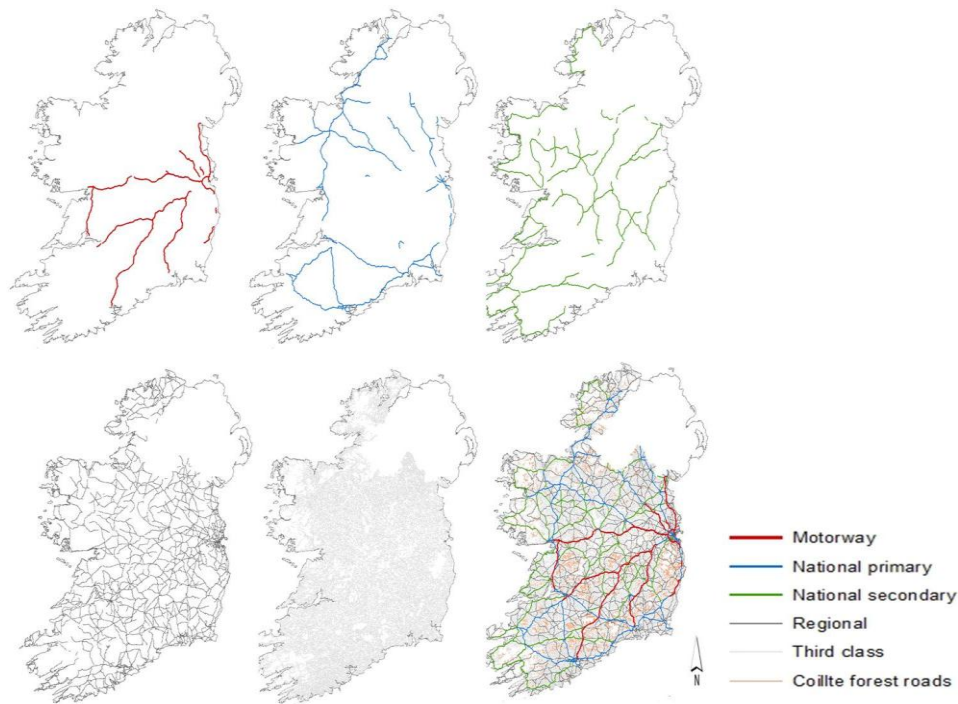 Motorway
National primary
National secondary
Regional
Third class
Coillte forest roads
N